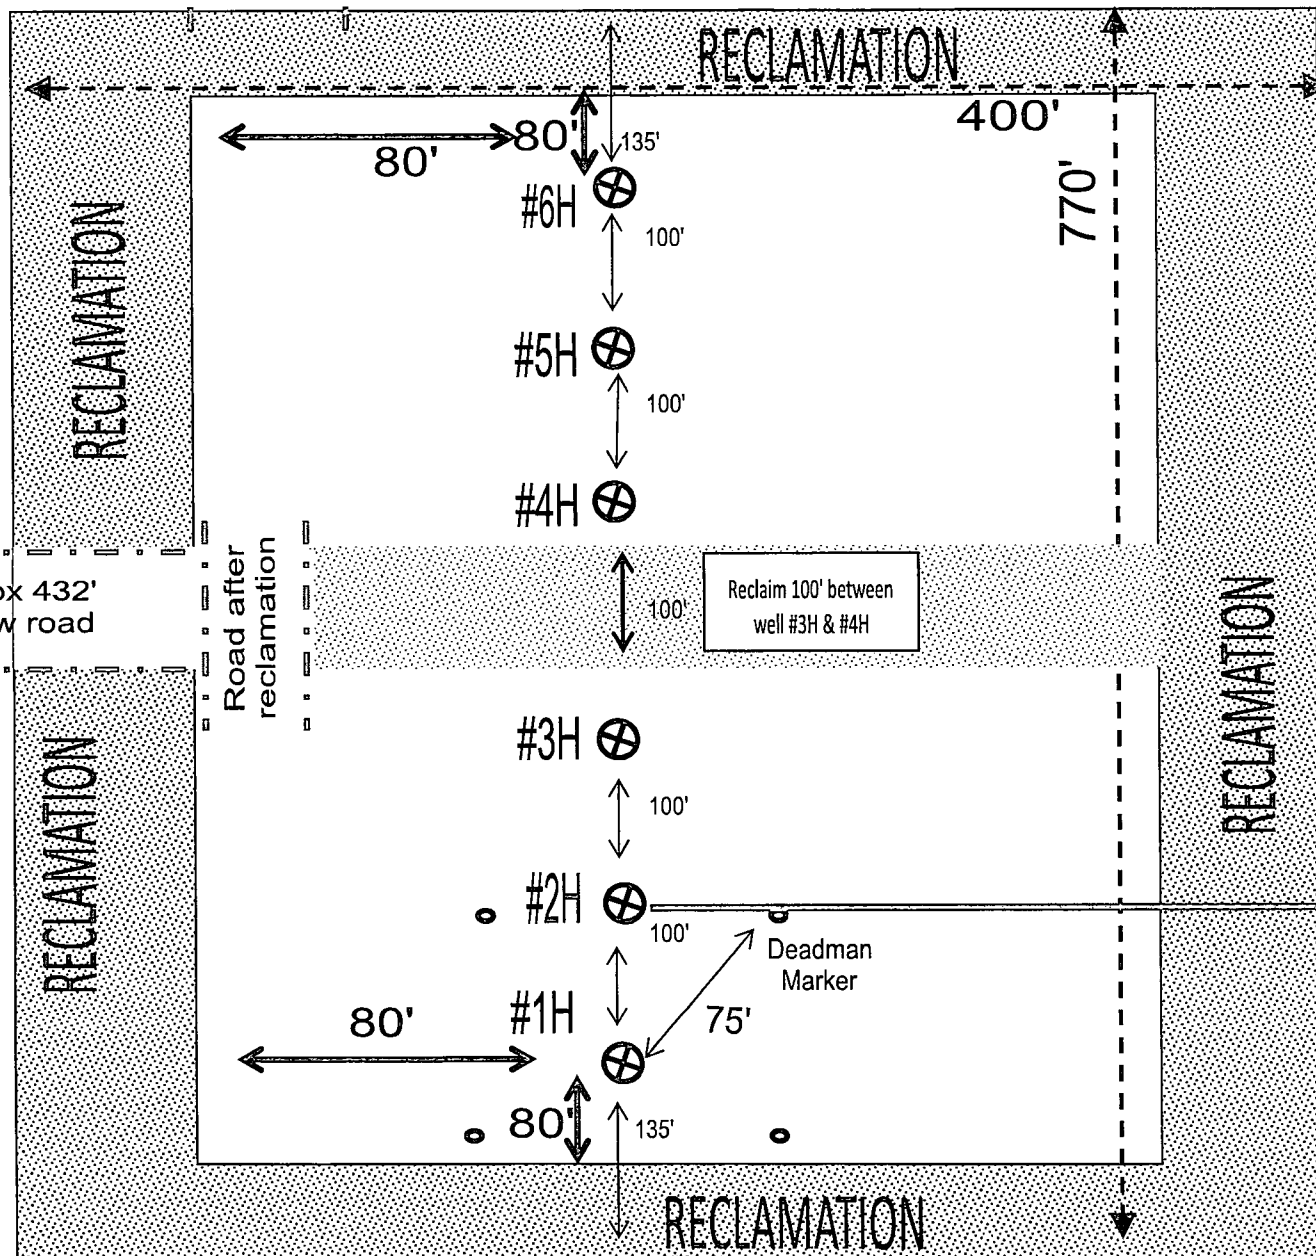 RECLAMATION
400'
80'
80'
135'
770'
#6H
100'
RECLAMATION
#5H
100'
#4H
432'
road
Road after
reclamation
100'
Reclaim 100' between
well #3H & #4H
RECLAMATION
#3H
100'
RECLAMATION
#2H
100'
Deadman
Marker
#1H
75'
80'
80'
135'
RECLAMATION